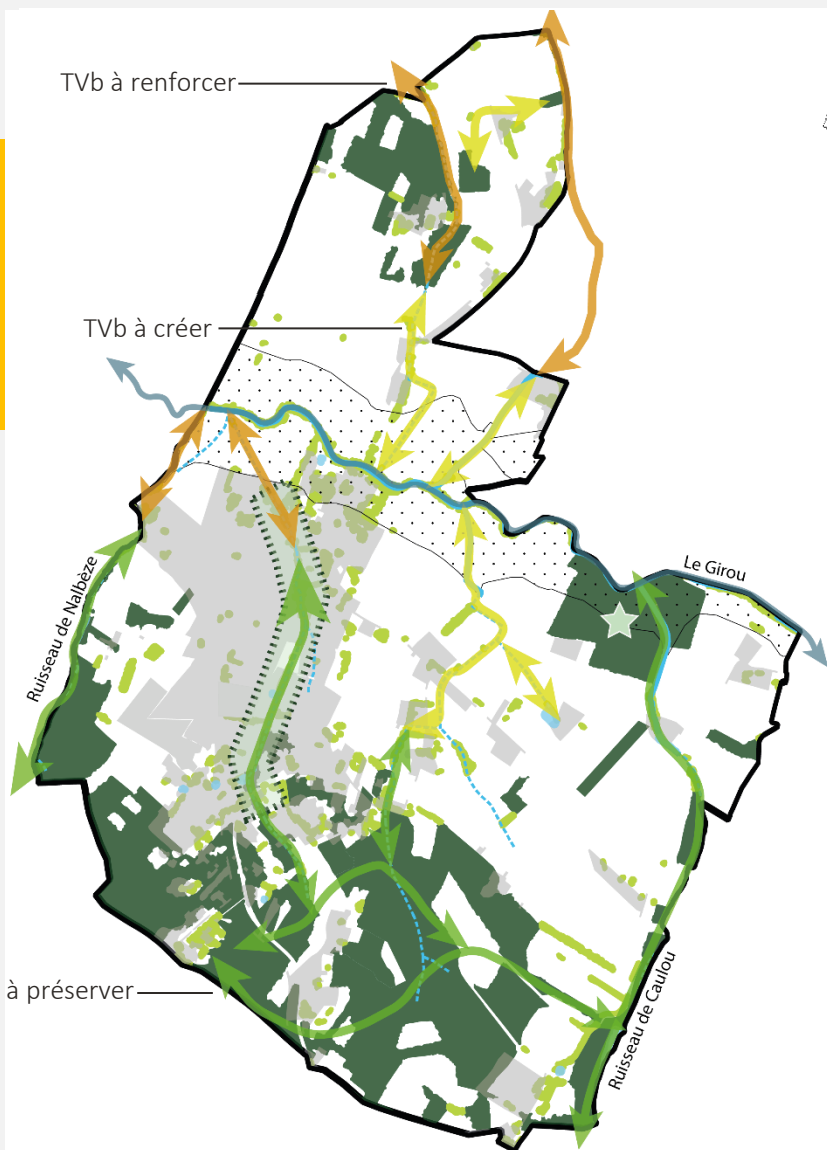 TVb à renforcer
TVb à créer
Ruisseau de Nalbèze
Le Girou
Ruisseau de Caulou
à préserver